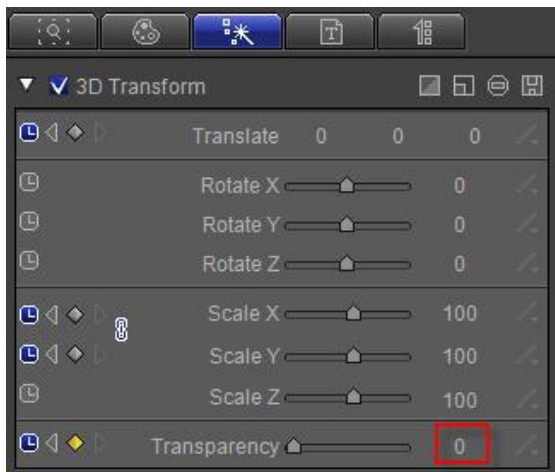 T
3D Transform
Translate 0 0 0
Rotate X 0
Rotate Y 0
Rotate Z 0
Scale X 100
Scale Y 100
Scale Z 100
Transparency 0